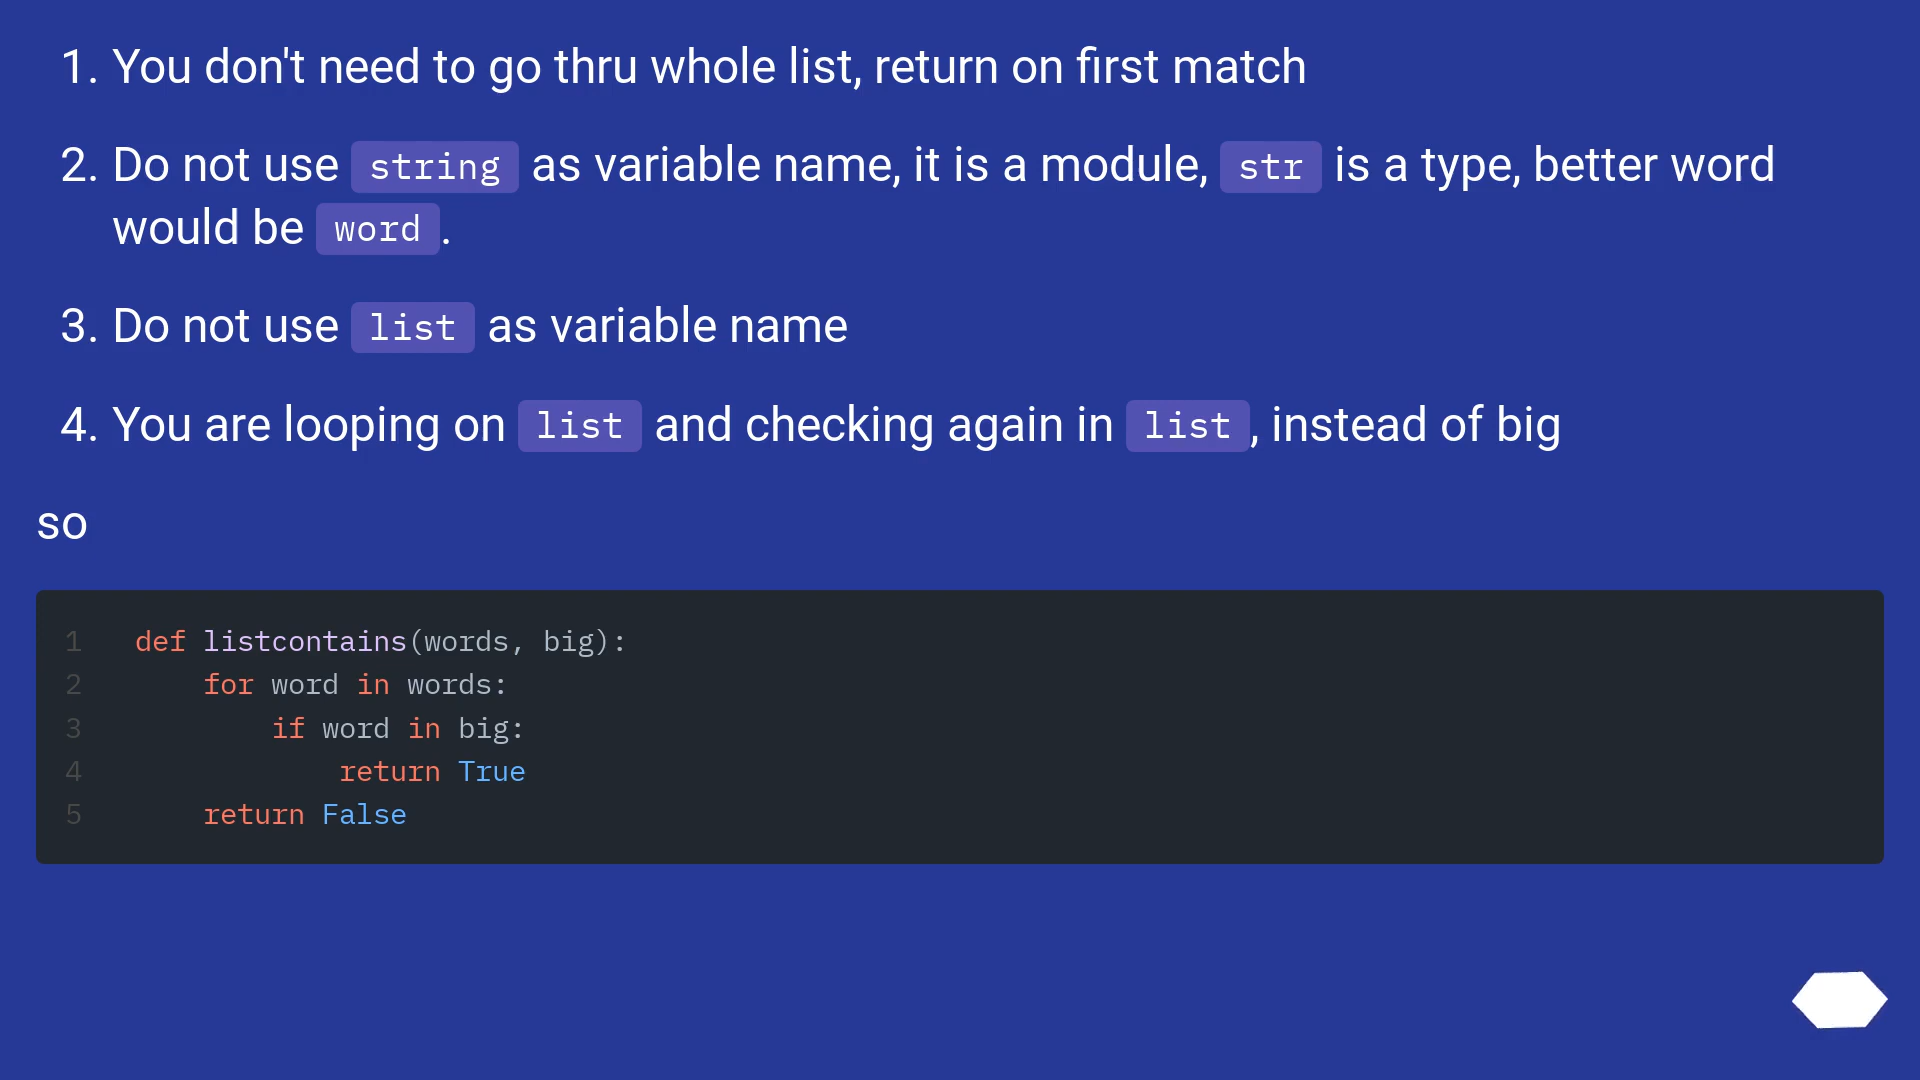 1. You don't need to go thru whole list, return on first match
2. Do not use string as variable name, it is a module, str is a type, better word
would be word.
3. Do not use list as variable name
4. You are looping on list and checking again in list, instead of big
so
1 def listcontains(words, big):
2     for word in words:
3         if word in big:
4             return True
5     return False